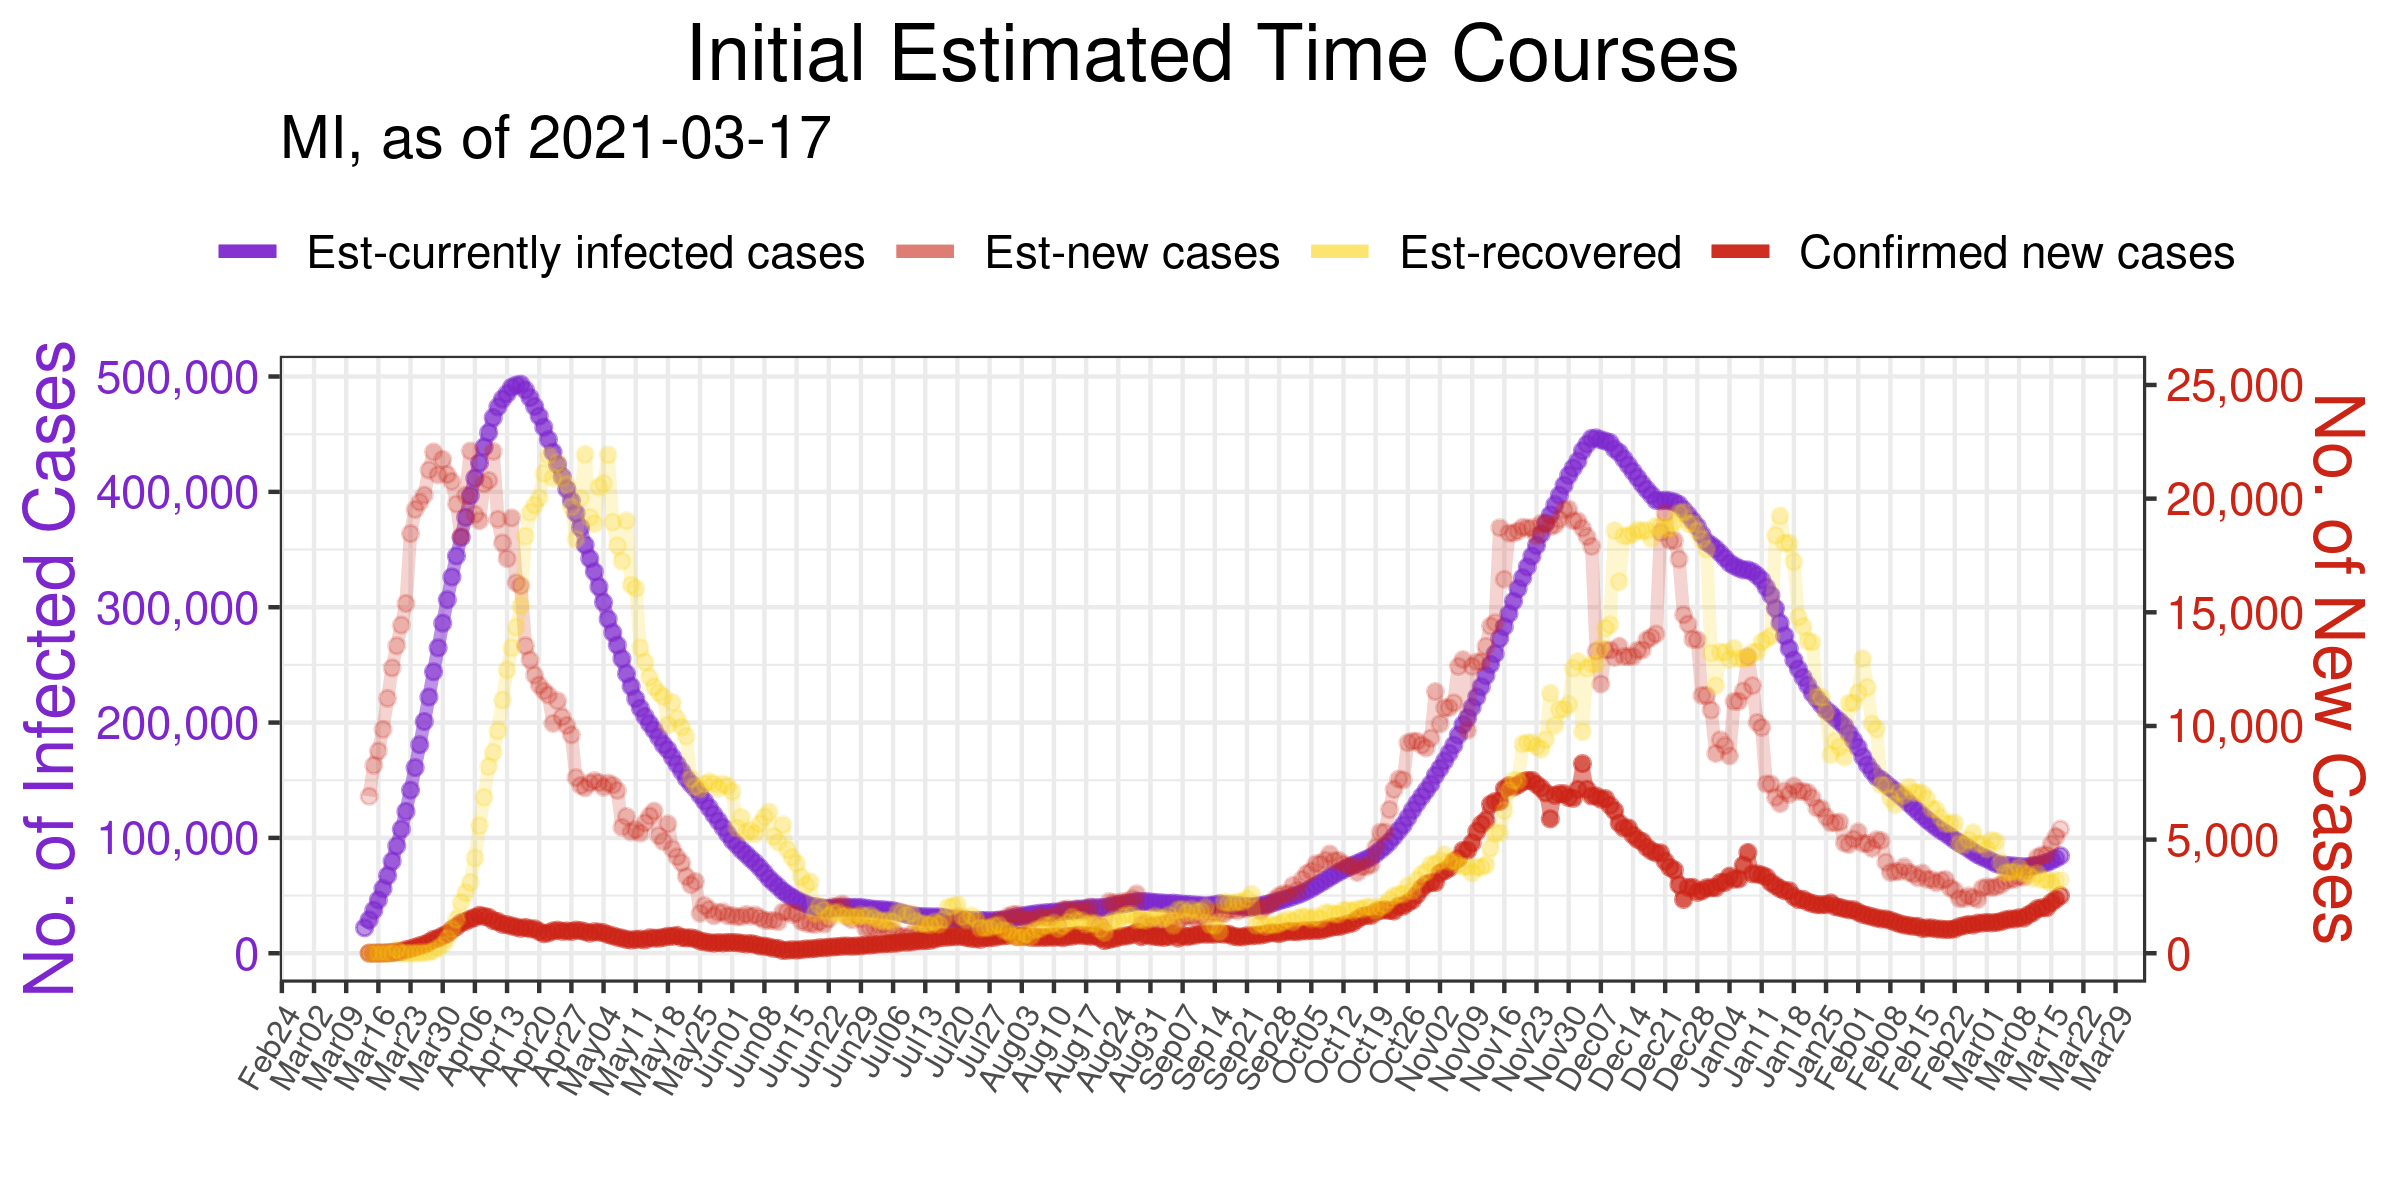 Initial Estimated Time Courses
MI, as of 2021-03-17
Est-currently infected cases Est-new cases Est-recovered Confirmed new cases
No. of Infected Cases
500,000
400,000
300,000
200,000
100,000
0
25,000
20,000
15,000
10,000
5,000
0
No. of New Cases
Feb24 Mar02 Mar09 Mar16 Mar23 Mar30 Apr06 Apr13 Apr20 Apr27 May04 May11 May18 May25 Jun01 Jun08 Jun15 Jun22 Jun29 Jul06 Jul13 Jul20 Jul27 Aug03 Aug10 Aug17 Aug24 Aug31 Sep07 Sep14 Sep21 Sep28 Oct05 Oct12 Oct19 Oct26 Nov02 Nov09 Nov16 Nov23 Nov30 Dec07 Dec14 Dec21 Dec28 Jan04 Jan11 Jan18 Jan25 Feb01 Feb08 Feb15 Feb22 Mar01 Mar08 Mar15 Mar22 Mar29